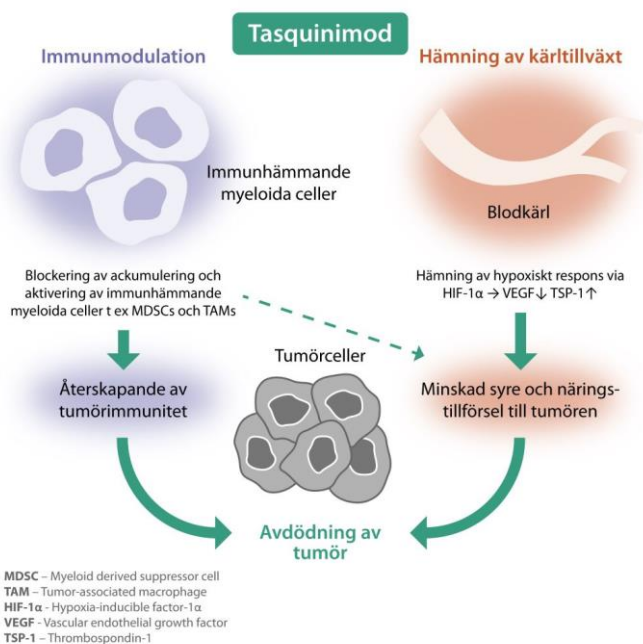 Tasquinimod
Immunmodulation
Hämning av kärltillväxt
Immunhämmande
myeloida celler
Blodkärl
Blockering av ackumulering och
aktivering av immunhämmande
myeloida celler t ex MDSCs och TAMs
Hämning av hypoxiskt respons via
HIF-1α → VEGF↓ TSP-1↑
Tumörceller
Återskapande av
tumörimmunitet
Minskad syre och närings-
tillförsel till tumören
Avdödning av
tumör
MDSC – Myeloid derived suppressor cell
TAM – Tumor-associated macrophage
HIF-1α - Hypoxia-inducible factor-1α
VEGF - Vascular endothelial growth factor
TSP-1 – Thrombospondin-1